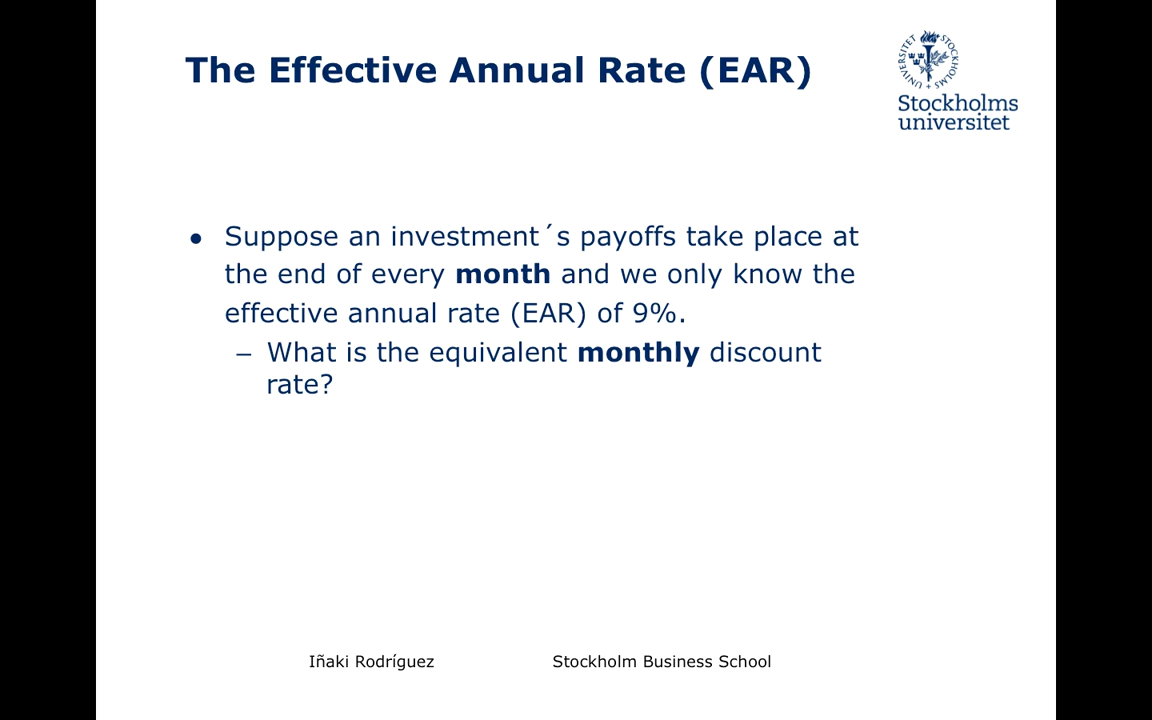 The Effective Annual Rate (EAR)
Stockholms
universitet
● Suppose an investment´s payoffs take place at
the end of every month and we only know the
effective annual rate (EAR) of 9%.
– What is the equivalent monthly discount
rate?
Iñaki Rodríguez
Stockholm Business School